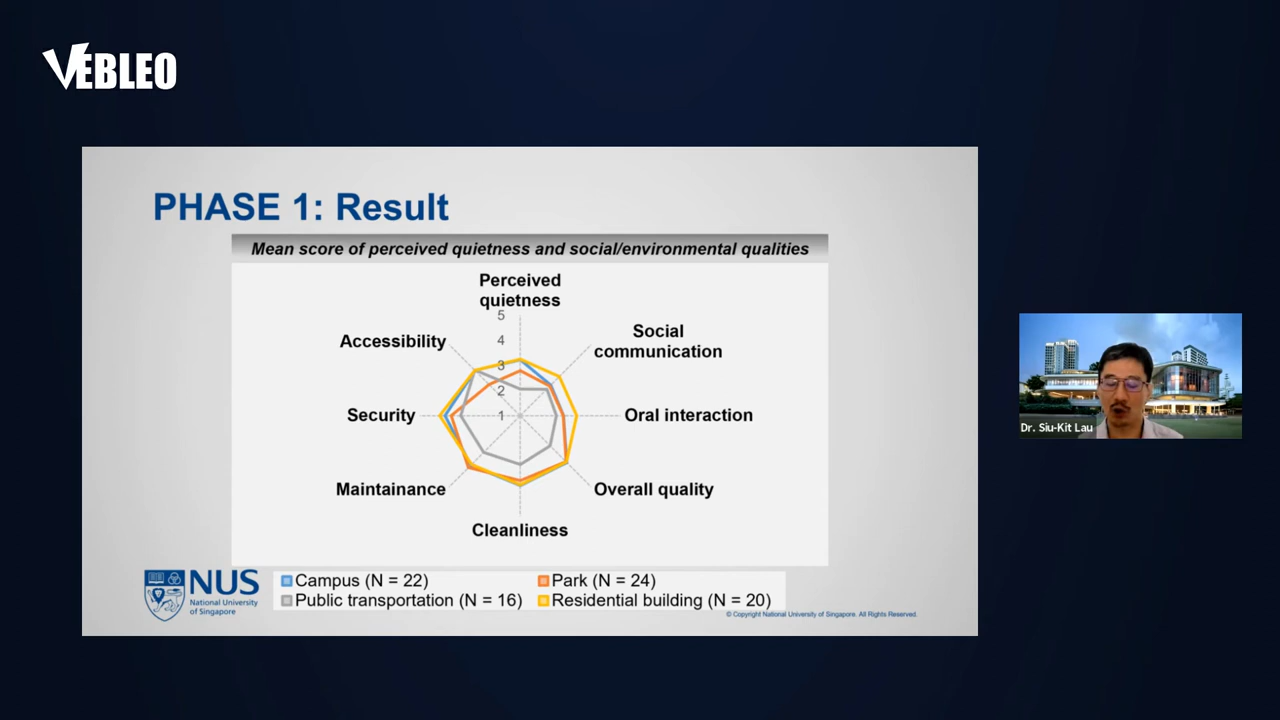 VEBLEO
PHASE 1: Result
Mean score of perceived quietness and social/environmental qualities
Perceived
quietness
5
4
3
2
1
Accessibility
Social
communication
Security
Oral interaction
Maintainance
Overall quality
Cleanliness
NUS
National University
of Singapore
Campus (N = 22)
Park (N = 24)
Public transportation (N = 16)
Residential building (N = 20)
© Copyright National University of Singapore. All Rights Reserved.
Dr. Siu-Kit Lau